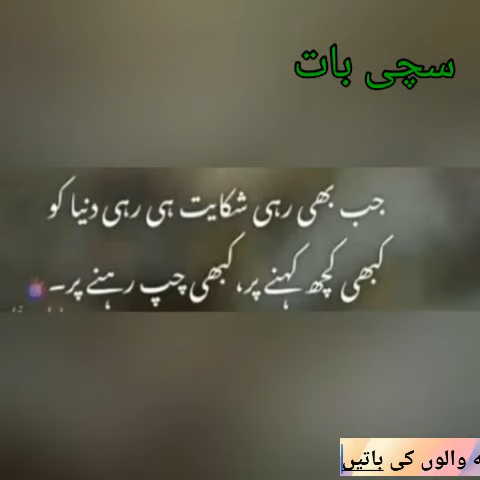 سچی بات
جب بھی رہی شکایت ہی رہی دنیا کو
کبھی کچھ کہنے پر، کبھی چپ رہنے پر۔
والوں کی باتیں